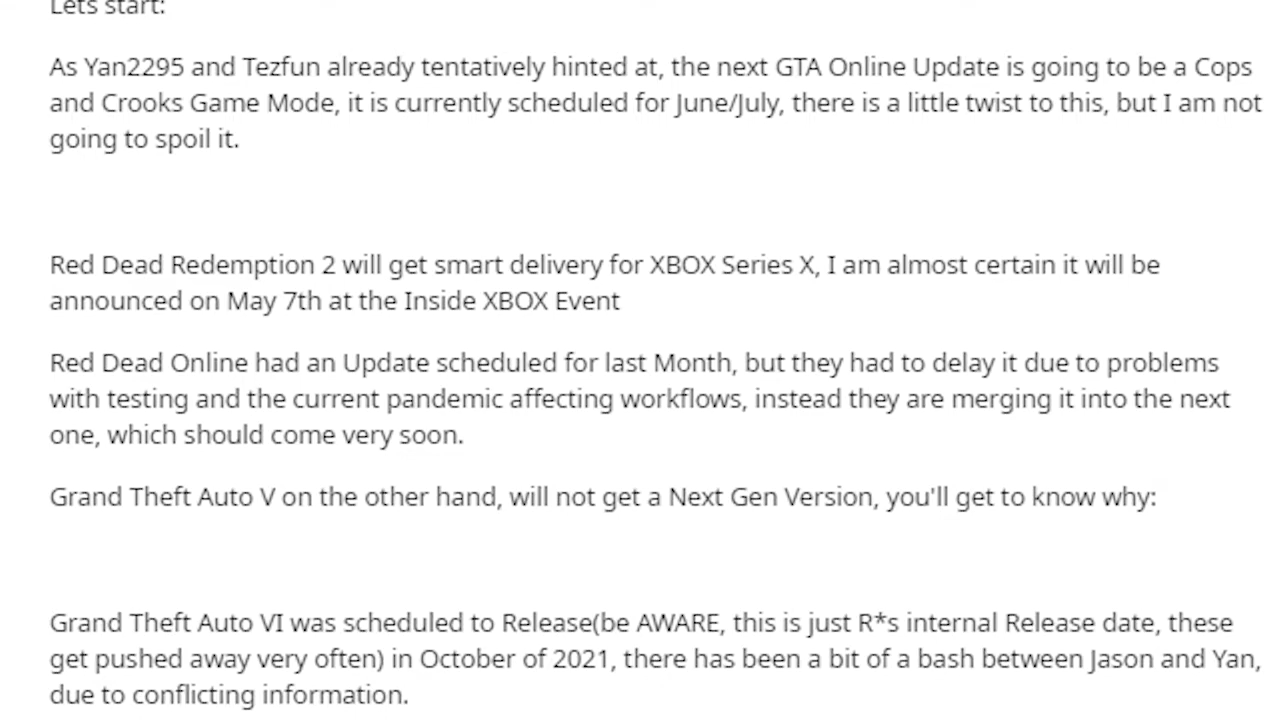 Lets start:
As Yan2295 and Tezfun already tentatively hinted at, the next GTA Online Update is going to be a Cops
and Crooks Game Mode, it is currently scheduled for June/July, there is a little twist to this, but I am not
going to spoil it.
Red Dead Redemption 2 will get smart delivery for XBOX Series X, I am almost certain it will be
announced on May 7th at the Inside XBOX Event
Red Dead Online had an Update scheduled for last Month, but they had to delay it due to problems
with testing and the current pandemic affecting workflows, instead they are merging it into the next
one, which should come very soon.
Grand Theft Auto V on the other hand, will not get a Next Gen Version, you'll get to know why:
Grand Theft Auto VI was scheduled to Release(be AWARE, this is just R*s internal Release date, these
get pushed away very often) in October of 2021, there has been a bit of a bash between Jason and Yan,
due to conflicting information.